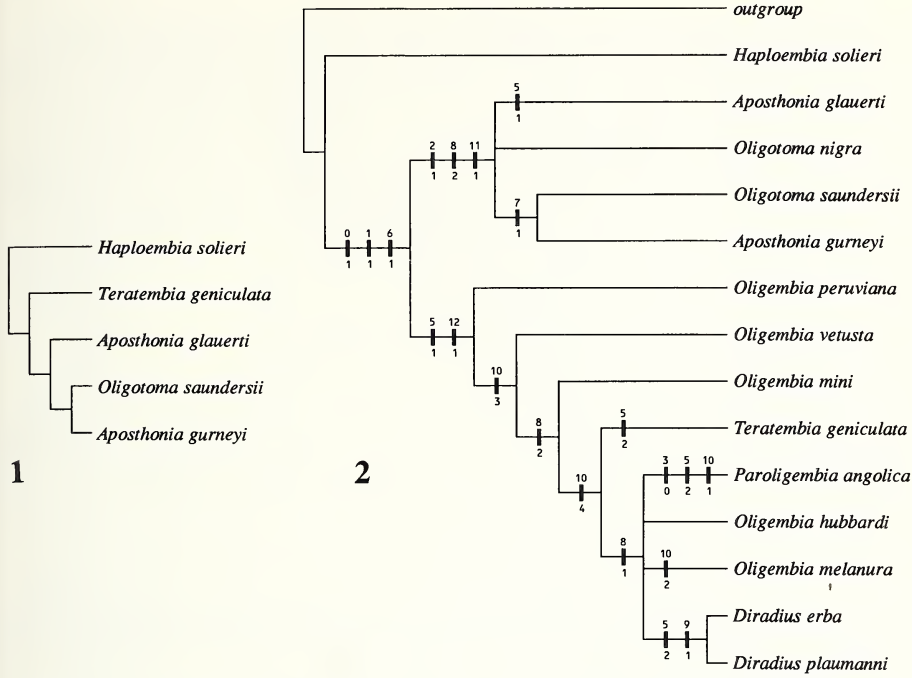 outgroup
Haploembia solieri
5
Aposthonia glauerti
1
2 8 11
Oligotoma nigra
1 2 1
Oligotoma saundersii
7
1
Aposthonia gurneyi
0 1 6
1 1 1
Haploembia solieri
Teratembia geniculata
Oligembia peruviana
5 12
Oligembia vetusta
1 1
Aposthonia glauerti
10
3
Oligotoma saundersii
Oligembia mini
8
2
Aposthonia gurneyi
5
Teratembia geniculata
2
1
2
3 5 10
Paroligembia angolica
0 2 1
10
4
Oligembia hubbardi
8
1
10
Oligembia melanura
2
Diradius erba
5 9
2 1
Diradius plaumanni